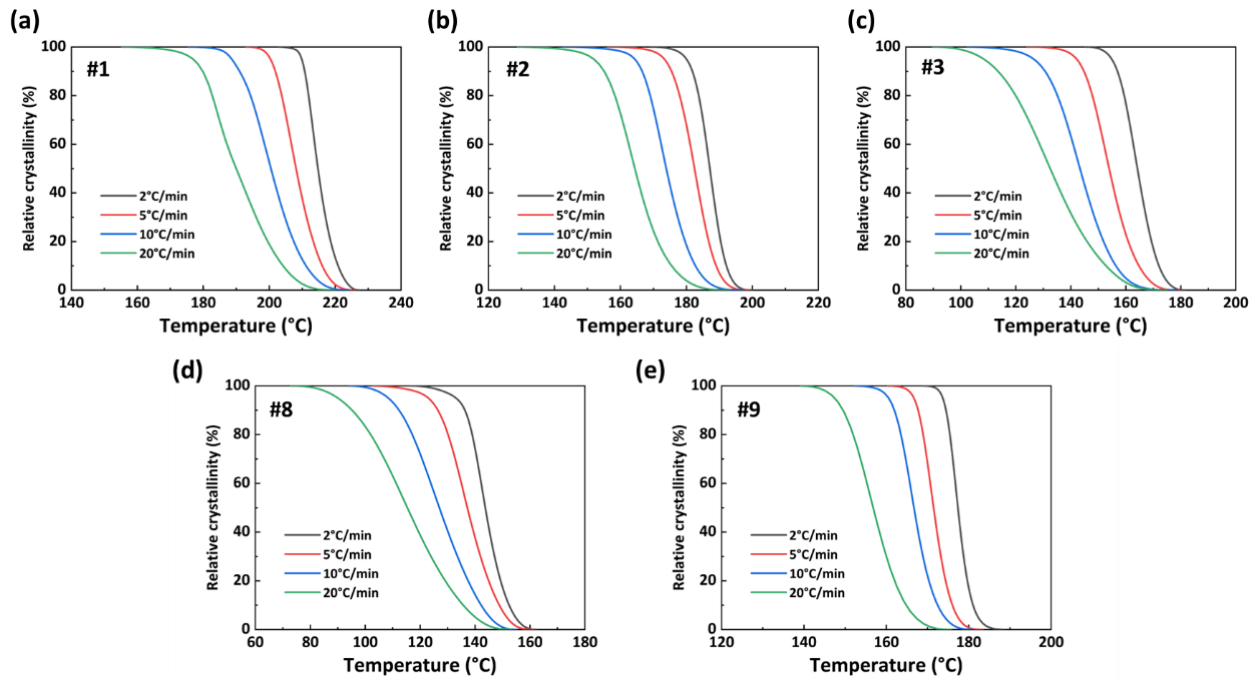 (a)
#1
100
80
60
40
20
0
Relative crystallinity (%)
2°C/min
5°C/min
10°C/min
20°C/min
140 160 180 200 220 240
Temperature (°C)
(b)
#2
100
80
60
40
20
0
Relative crystallinity (%)
2°C/min
5°C/min
10°C/min
20°C/min
120 140 160 180 200 220
Temperature (°C)
(c)
#3
100
80
60
40
20
0
Relative crystallinity (%)
2°C/min
5°C/min
10°C/min
20°C/min
80 100 120 140 160 180 200
Temperature (°C)
(d)
#8
100
80
60
40
20
0
Relative crystallinity (%)
2°C/min
5°C/min
10°C/min
20°C/min
60 80 100 120 140 160 180
Temperature (°C)
(e)
#9
100
80
60
40
20
0
Relative crystallinity (%)
2°C/min
5°C/min
10°C/min
20°C/min
120 140 160 180 200
Temperature (°C)